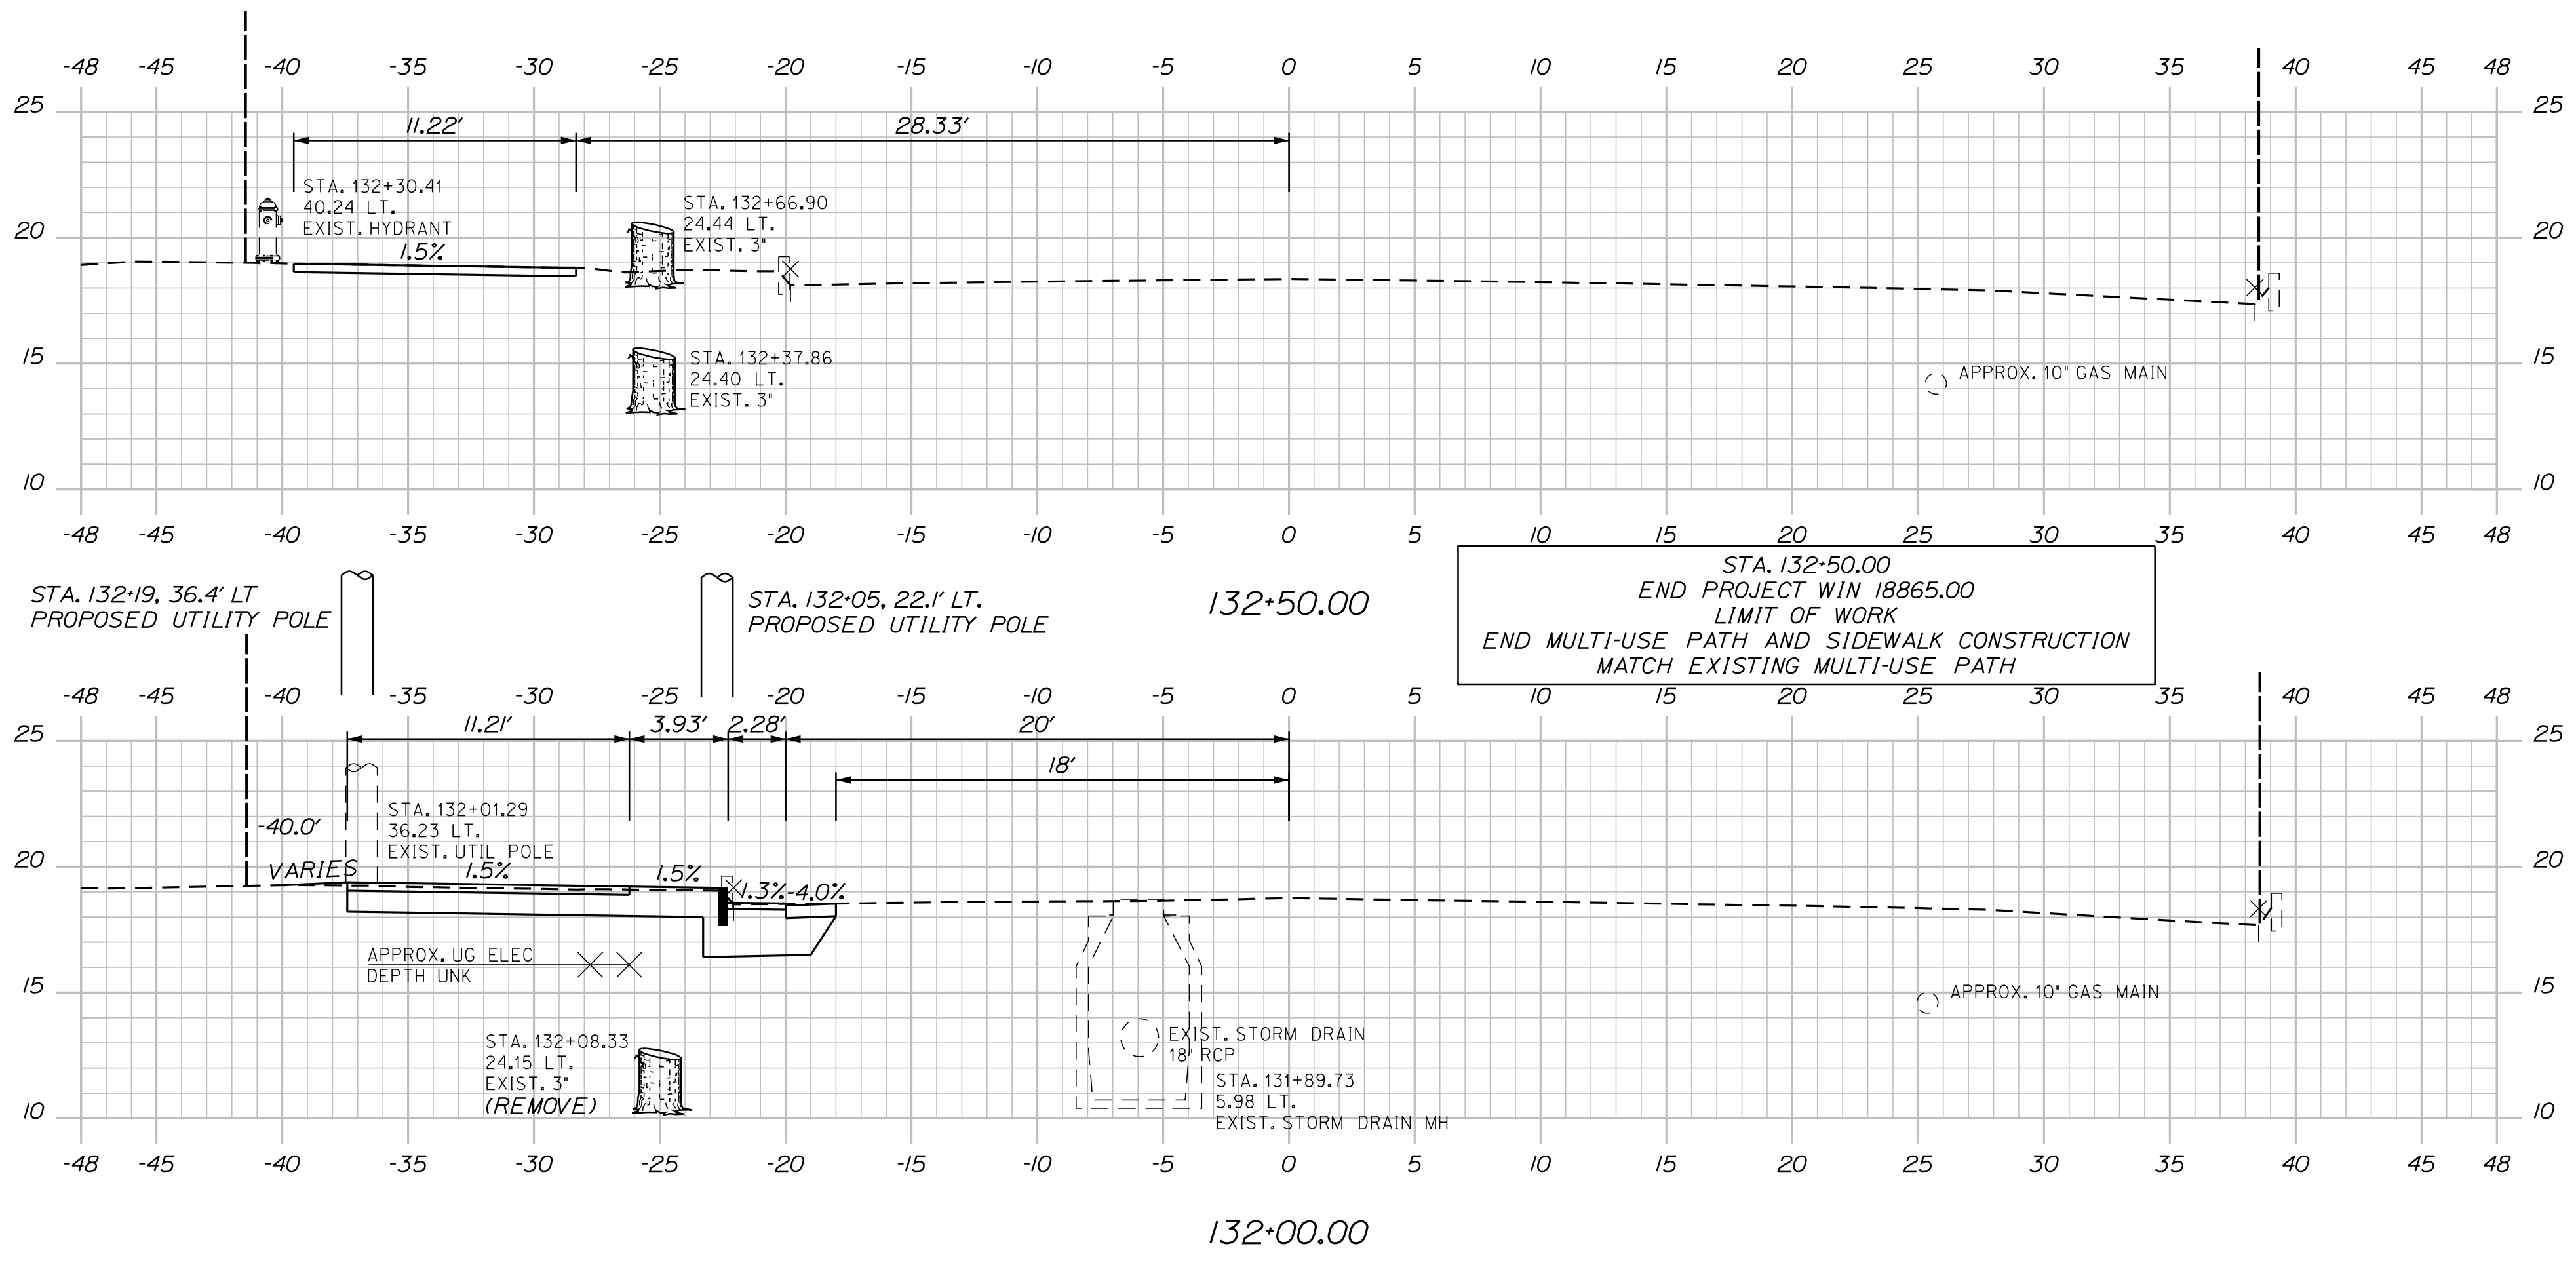 -48 -45 -40 -35 -30 -25 -20 -15 -10 -5 0 5 10 15 20 25 30 35 40 45 48
25 25
11.22' 28.33'
STA. 132+30.41
40.24 LT.
EXIST. HYDRANT
1.5%
STA. 132+66.90
24.44 LT.
EXIST. 3"
20 20
STA. 132+37.86
24.40 LT.
EXIST. 3"
15 15
APPROX. 10" GAS MAIN
10 10
-48 -45 -40 -35 -30 -25 -20 -15 -10 -5 0 5 10 15 20 25 30 35 40 45 48
132+50.00
STA. 132+50.00
END PROJECT WIN 18865.00
LIMIT OF WORK
END MULTI-USE PATH AND SIDEWALK CONSTRUCTION
MATCH EXISTING MULTI-USE PATH
STA. 132+19, 36.4' LT
PROPOSED UTILITY POLE
STA. 132+05, 22.1' LT.
PROPOSED UTILITY POLE
-48 -45 -40 -35 -30 -25 -20 -15 -10 -5 0 5 10 15 20 25 30 35 40 45 48
25 25
11.21' 3.93' 2.28' 20'
18'
-40.0'
VARIES
STA. 132+01.29
36.23 LT.
EXIST. UTIL POLE
1.5% 1.5% 1.3% -4.0%
20 20
APPROX. UG ELEC
DEPTH UNK
15 15
APPROX. 10" GAS MAIN
STA. 132+08.33
24.15 LT.
EXIST. 3"
(REMOVE)
EXIST. STORM DRAIN
18" RCP
STA. 131+89.73
5.98 LT.
EXIST. STORM DRAIN MH
10 10
-48 -45 -40 -35 -30 -25 -20 -15 -10 -5 0 5 10 15 20 25 30 35 40 45 48
132+00.00